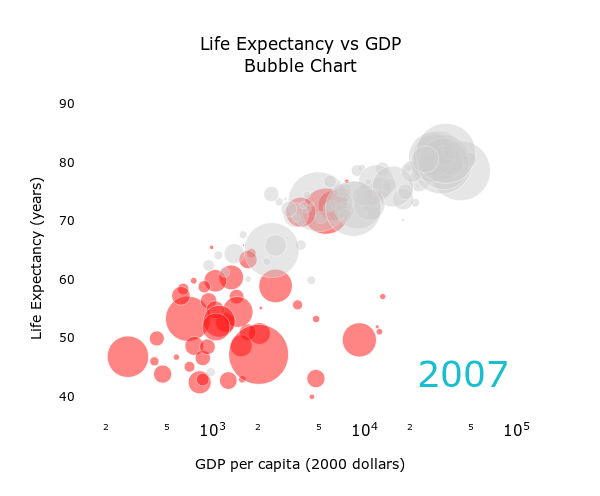 Life Expectancy vs GDP
Bubble Chart
90
80
70
60
50
40
Life Expectancy (years)
2007
2 5 10³ 2 5 10⁴ 2 5 10⁵
GDP per capita (2000 dollars)